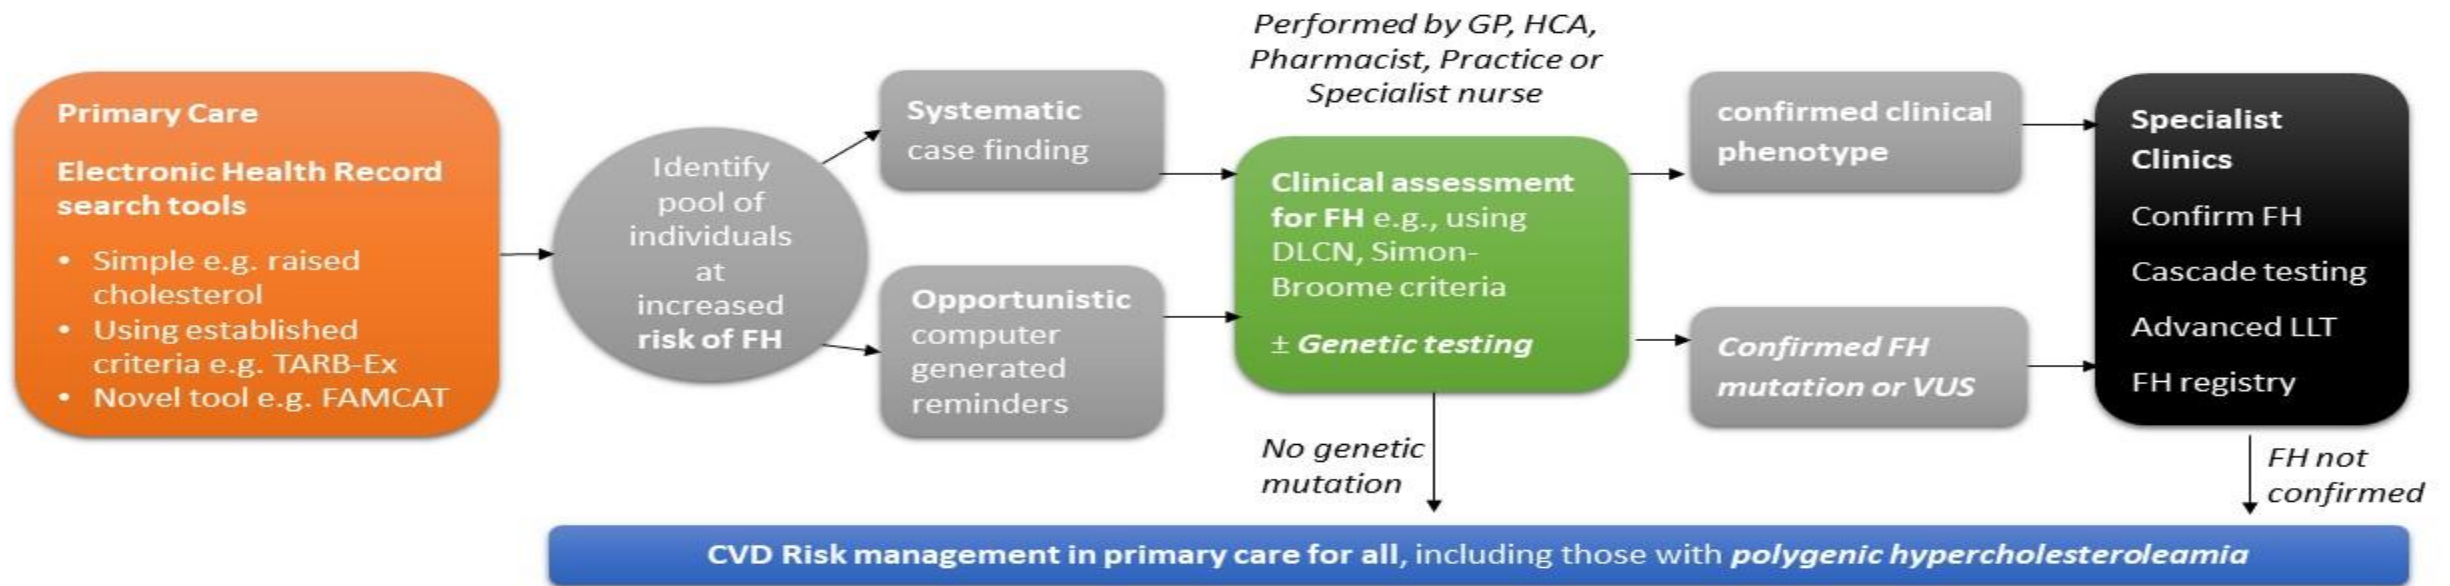 Primary Care
Electronic Health Record
search tools
• Simple e.g. raised
cholesterol
• Using established
criteria e.g. TARB-Ex
• Novel tool e.g. FAMCAT
Identify
pool of
individuals
at
increased
risk of FH
Systematic
case finding
Opportunistic
computer
generated
reminders
Performed by GP, HCA,
Pharmacist, Practice or
Specialist nurse
Clinical assessment
for FH e.g., using
DLCN, Simon-
Broome criteria
± Genetic testing
No genetic
mutation
confirmed clinical
phenotype
Confirmed FH
mutation or VUS
Specialist
Clinics
Confirm FH
Cascade testing
Advanced LLT
FH registry
FH not
confirmed
CVD Risk management in primary care for all, including those with polygenic hypercholesteroleamia